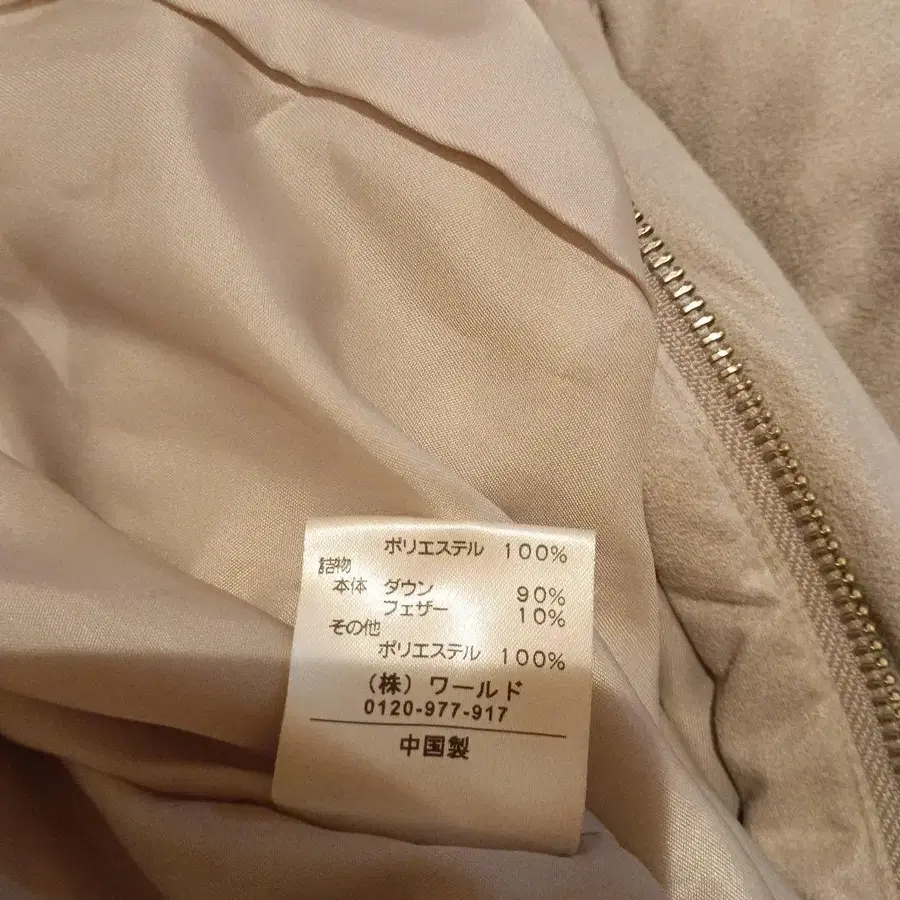 ポリエステル 100%
詰物
本体 ダウン 90%
フェザー 10%
その他
ポリエステル 100%
(株) ワールド
0120-977-917
中国製